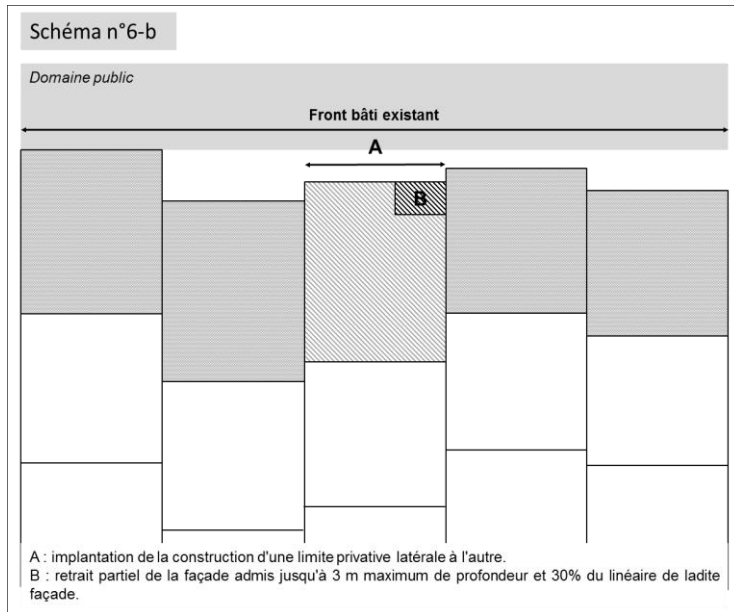 Schéma n°6-b
Domaine public
Front bâti existant
A
B
A : implantation de la construction d'une limite privative latérale à l'autre.
B : retrait partiel de la façade admis jusqu'à 3 m maximum de profondeur et 30% du linéaire de ladite
façade.